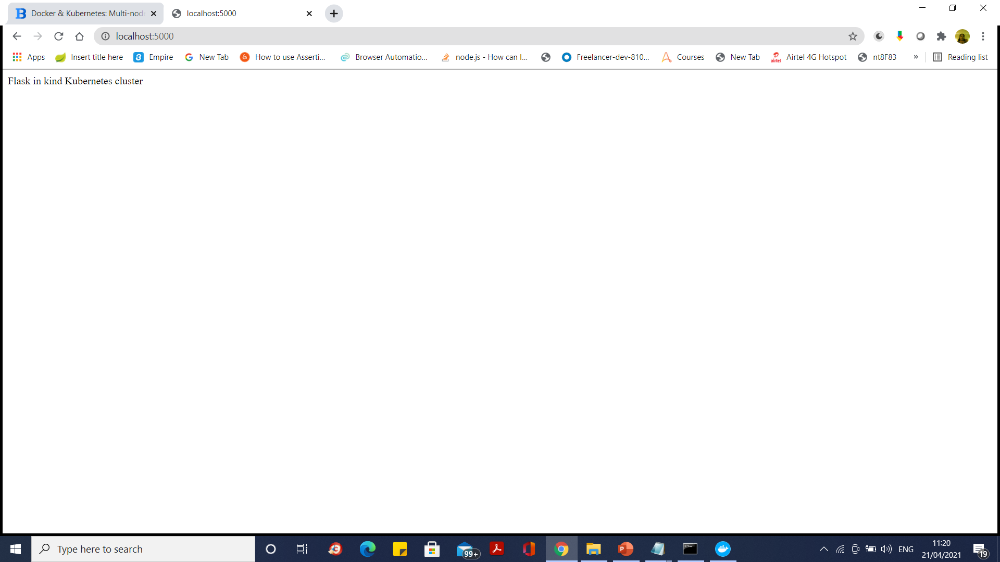 Docker & Kubernetes: Multi-nod
localhost:5000
localhost:5000
Apps
Insert title here
Empire
New Tab
How to use Asserti...
Browser Automatio...
node.js - How can I...
Freelancer-dev-810...
Courses
New Tab
airtel
Airtel 4G Hotspot
nt8F83
»
Reading list
Flask in kind Kubernetes cluster
Type here to search
99+
ENG
11:20
21/04/2021
19